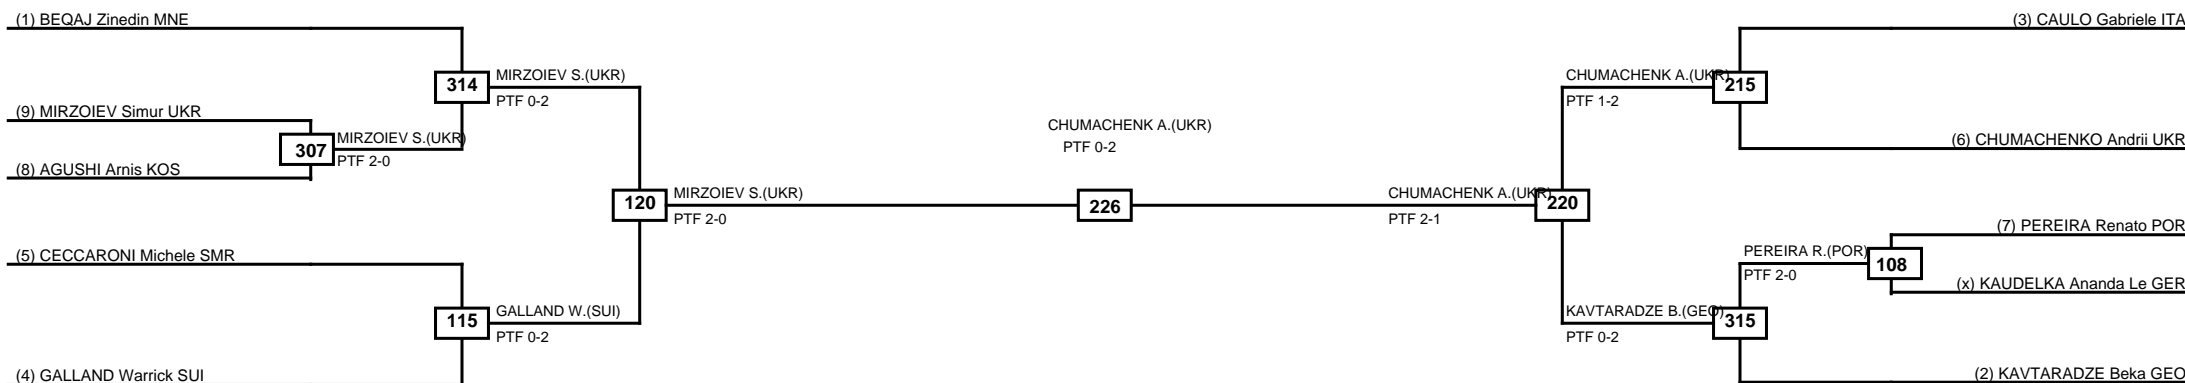 (1) BEQAJ Zinedin MNE
(3) CAULO Gabriele ITA
314
MIRZOIEV S.(UKR)
PTF 0-2
CHUMACHENK A.(UKR)
PTF 1-2
215
(9) MIRZOIEV Simur UKR
307
MIRZOIEV S.(UKR)
PTF 2-0
(8) AGUSHI Arnis KOS
CHUMACHENK A.(UKR)
PTF 0-2
(6) CHUMACHENKO Andrii UKR
120
MIRZOIEV S.(UKR)
PTF 2-0
226
CHUMACHENK A.(UKR)
PTF 2-1
220
(7) PEREIRA Renato POR
PEREIRA R.(POR)
PTF 2-0
108
(x) KAUDELKA Ananda Le GER
(5) CECCARONI Michele SMR
115
GALLAND W.(SUI)
PTF 0-2
KAVTARADZE B.(GEO)
PTF 0-2
315
(4) GALLAND Warrick SUI
(2) KAVTARADZE Beka GEO